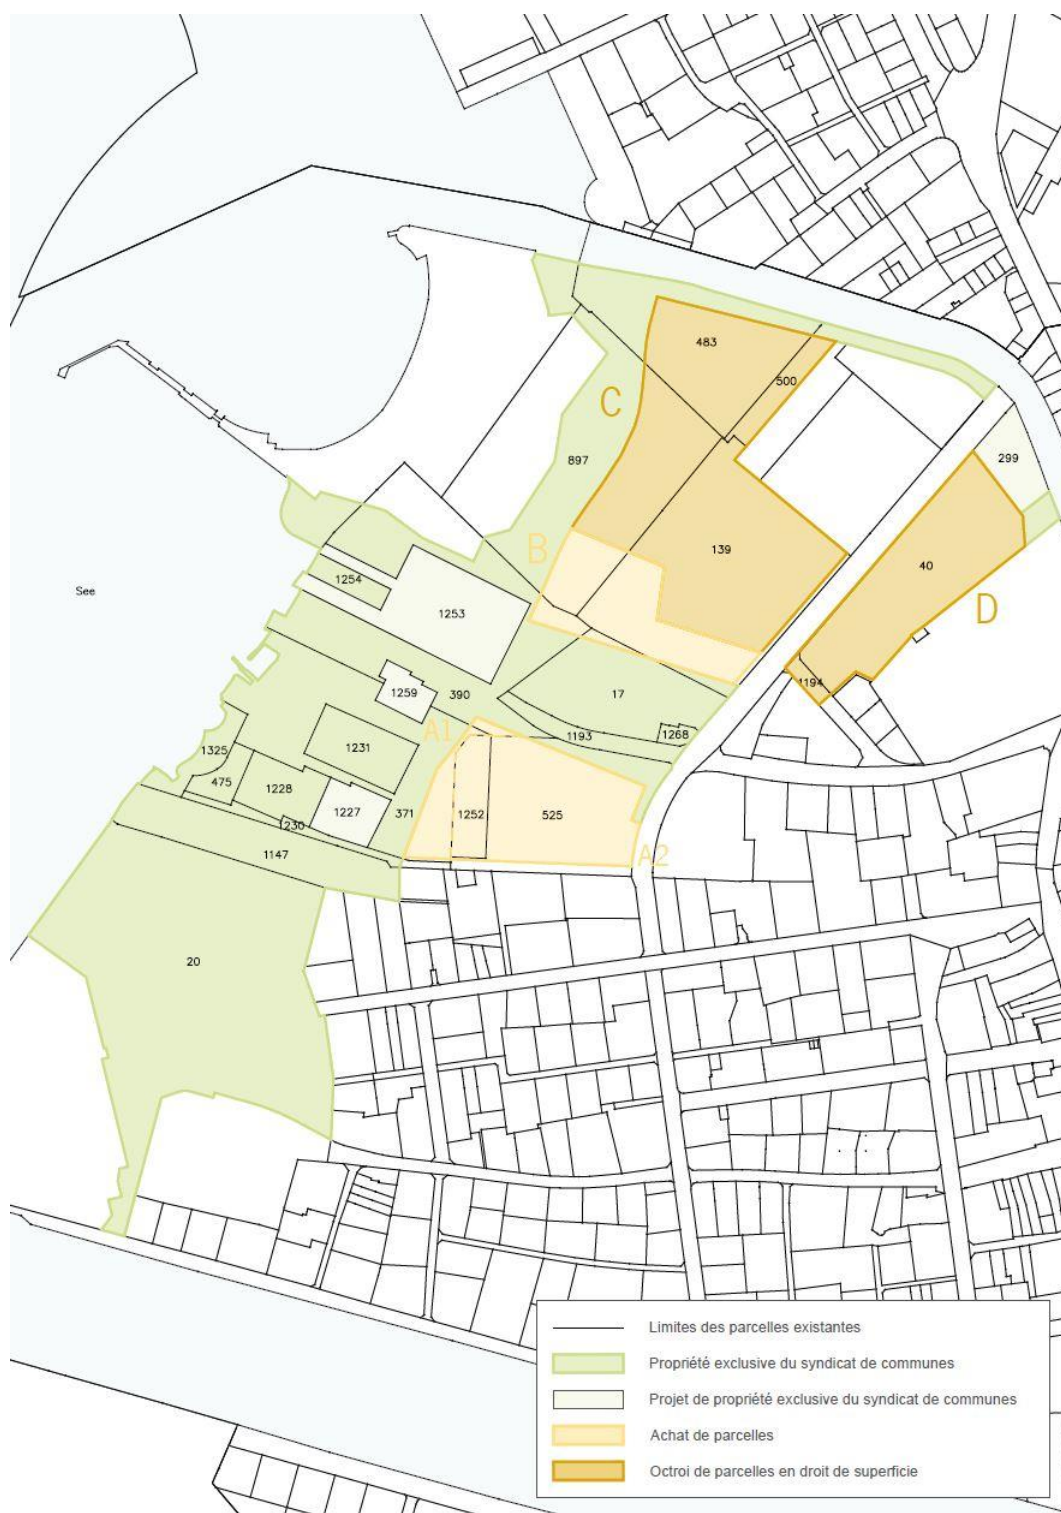 483
500
C
299
897
B
139
40
1254
See
1253
D
1194
1259
390
17
A1
1193
1268
1325
1231
475
1228
1227
371
1252
525
1230
1147
A2
20
Limites des parcelles existantes
Propriété exclusive du syndicat de communes
Projet de propriété exclusive du syndicat de communes
Achat de parcelles
Octroi de parcelles en droit de superficie